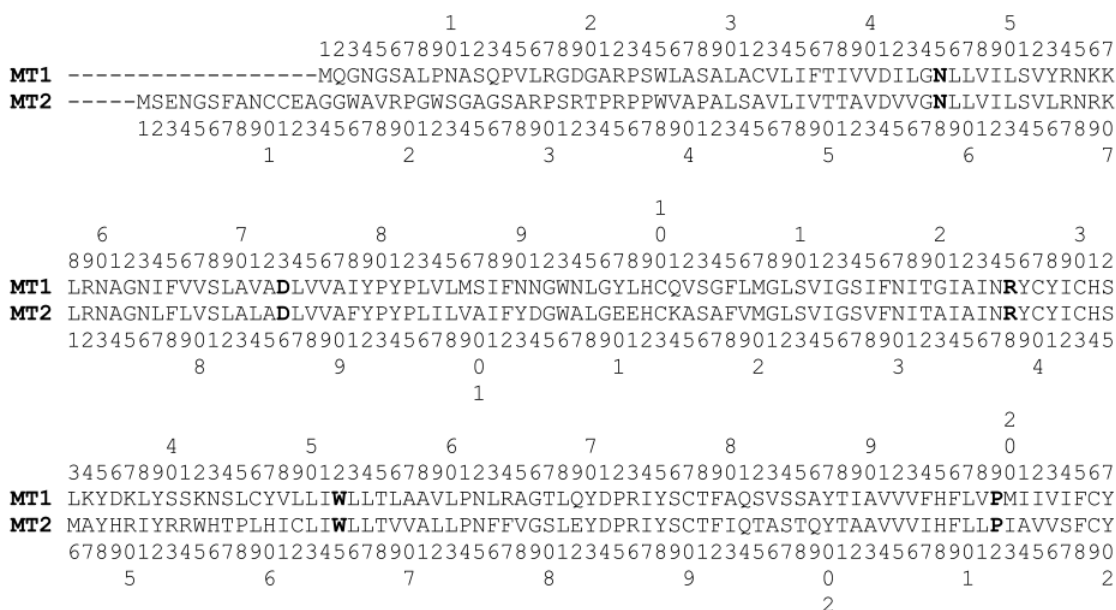 1 2 3 4 5
123456789012345678901234567890123456789012345678901234567
MT1 ------------------MQGNGSALPNASQPVLRGDGARPSWLASALACVLIFTIVVDILGNLLVILSVYRNKK
MT2 -----MSENGSFANCCEAGGWAVRPGWSGAGSARPSRTPRPPWVAPALSAVLIVTTAVDVVGNLLVILSVLRNRK
1234567890123456789012345678901234567890123456789012345678901234567890
1 2 3 4 5 6 7
1
6 7 8 9 0 1 2 3
890123456789012345678901234567890123456789012345678901234567890123456789012
MT1 LRNAGNIFVVSLAVADLVVAIYPYPLVLMSIFNNGWNLGYLHCQVSGFLMGLSVIGSIFNITGIAINRYCYICHS
MT2 LRNAGNLFLVSLALADLVVAFYPYPLILVAIFYDGWALGEEHCKASAFVMGLSVIGSVFNITAIAINRYCYICHS
123456789012345678901234567890123456789012345678901234567890123456789012345
8 9 0 1 2 3 4
1
2
4 5 6 7 8 9 0
345678901234567890123456789012345678901234567890123456789012345678901234567
MT1 LKYDKLYSSKNSLCYVLLIWLLTLAAVLPNLRAGTLQYDPRIYSCTFAQSVSSAYTIAVVVFHFLVPMIIVIFCY
MT2 MAYHRIYRRWHTPLHICLIWLLTVVALLPNFFVGSLEYDPRIYSCTFIQTASTQYTAAVVVIHFLLPIAVVSFCY
678901234567890123456789012345678901234567890123456789012345678901234567890
5 6 7 8 9 0 1 2
2